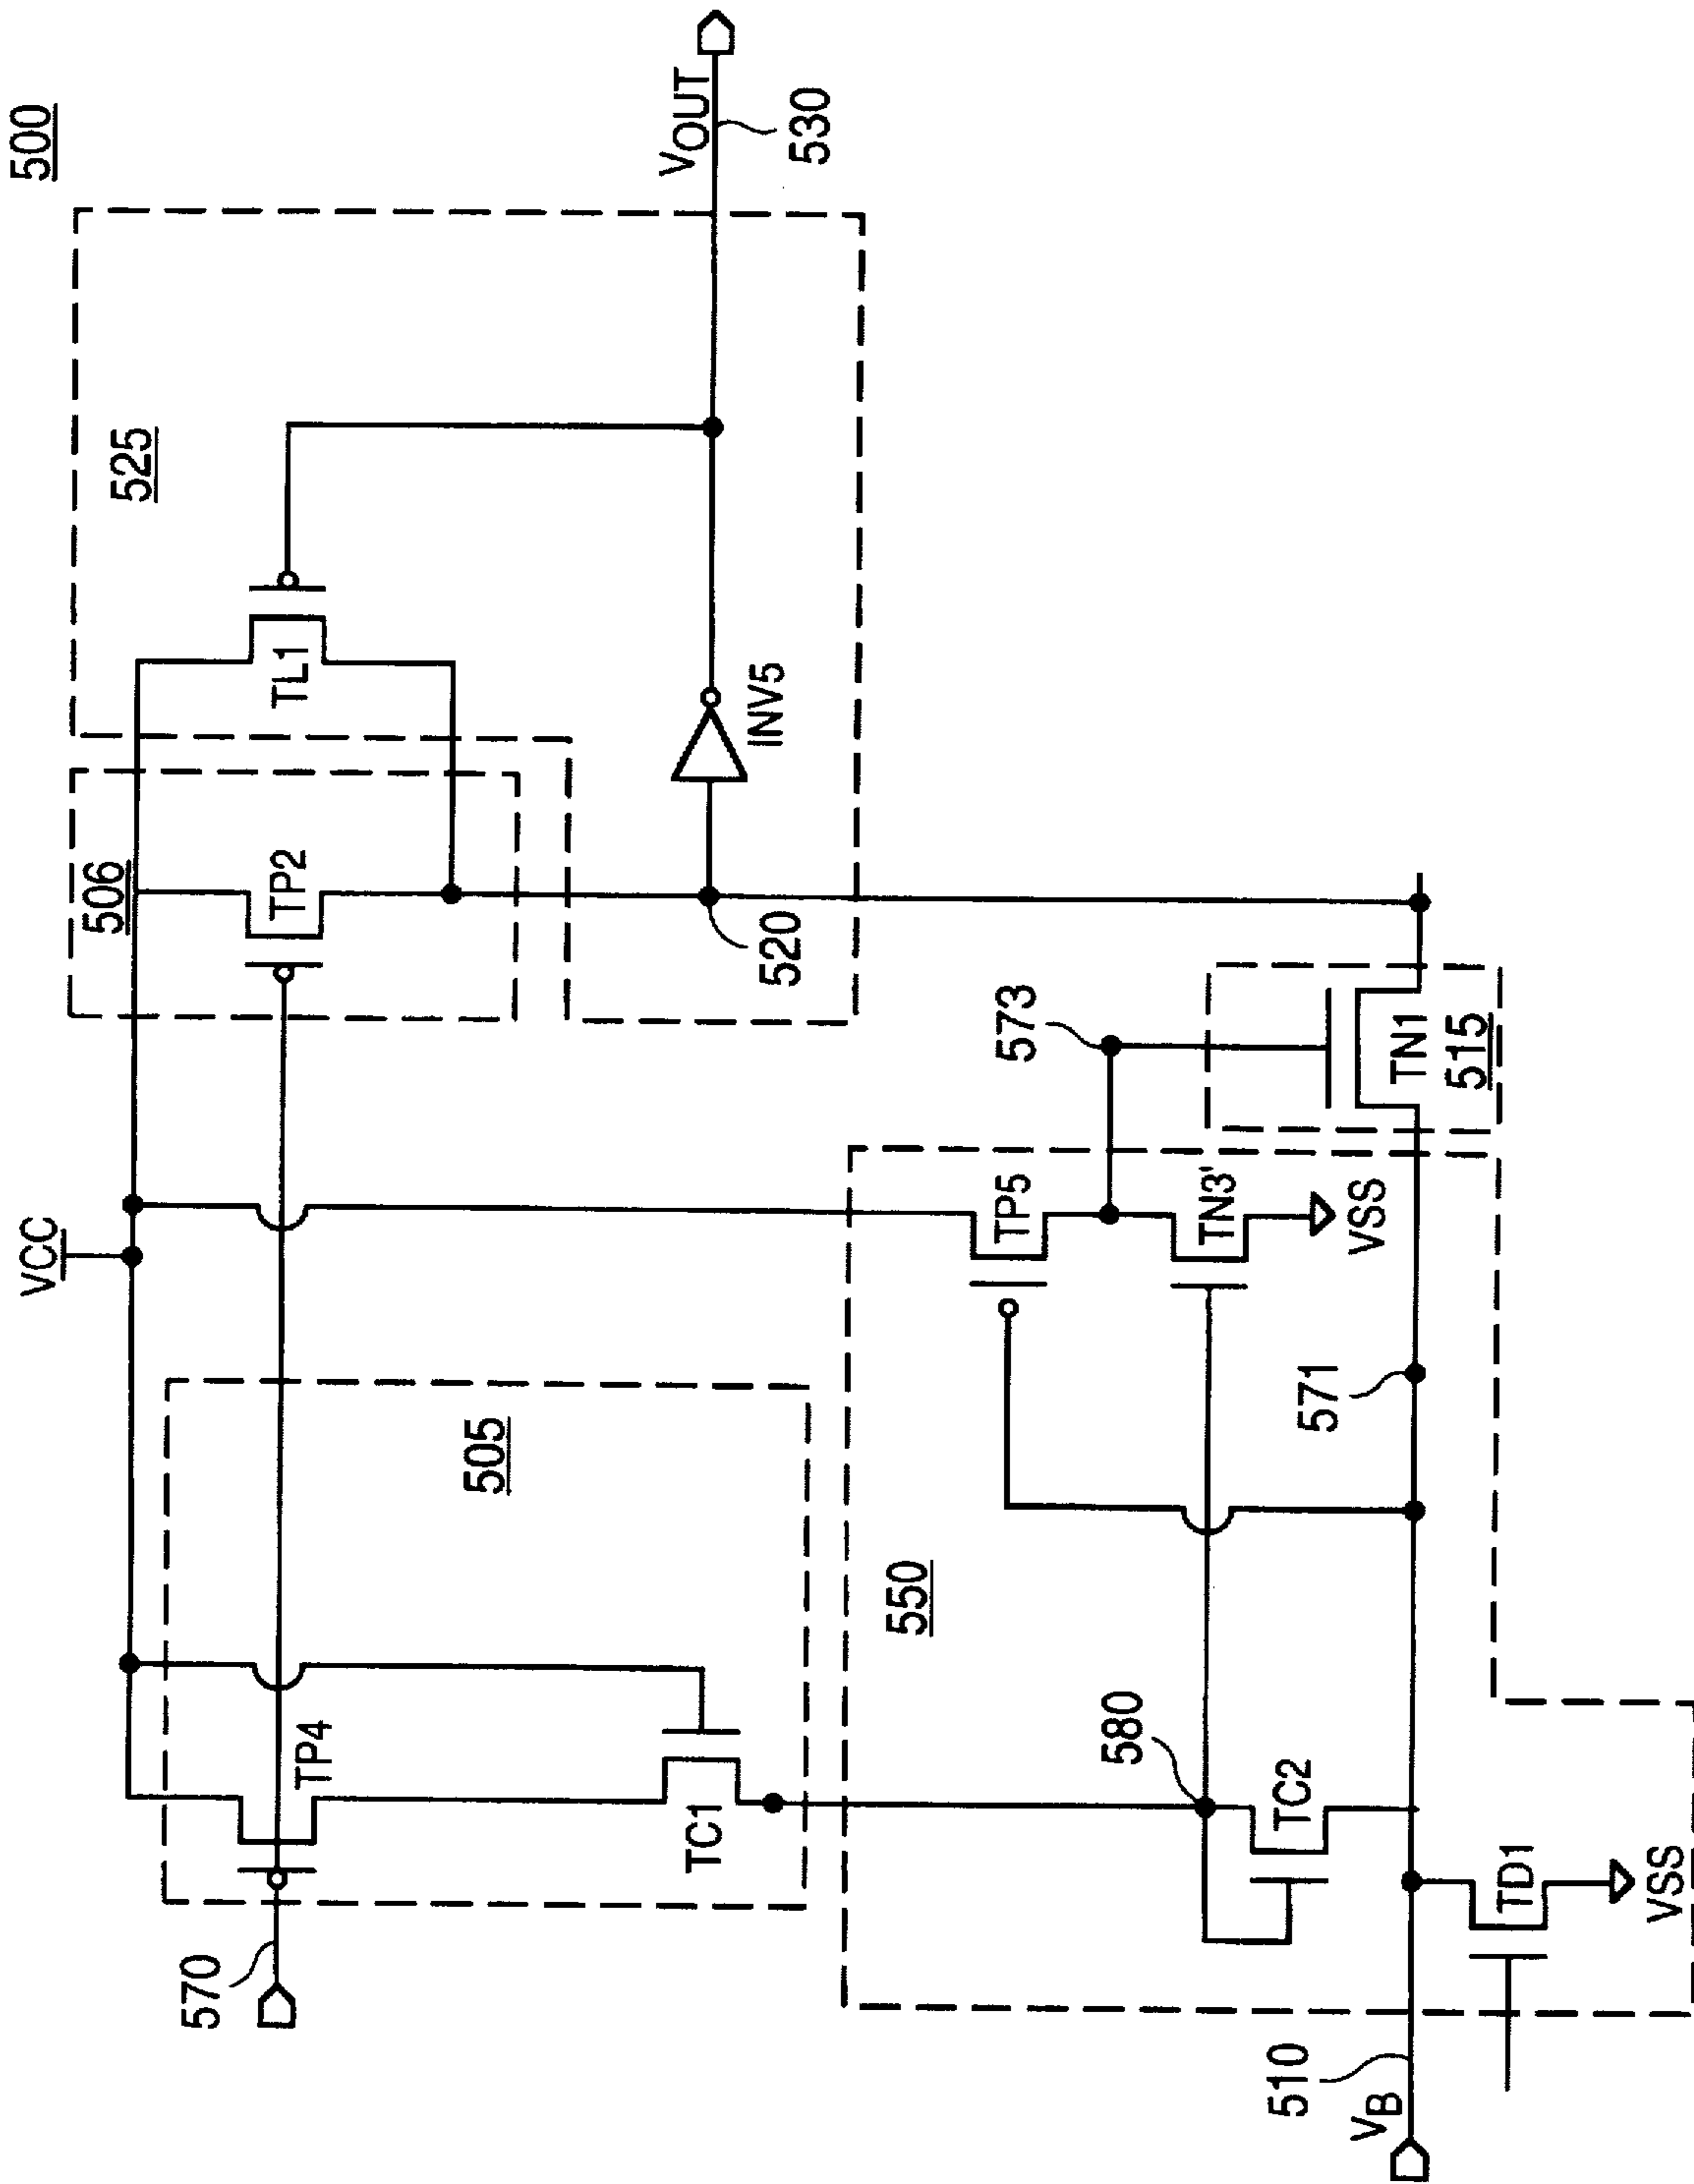 500
VCC
506
525
TP2
TL1
VOUT
530
570
TP4
505
TC1
520
INV5
550
573
TP5
TN3'
VSS
TN1
515
580
TC2
571
510
VB
TD1
VSS